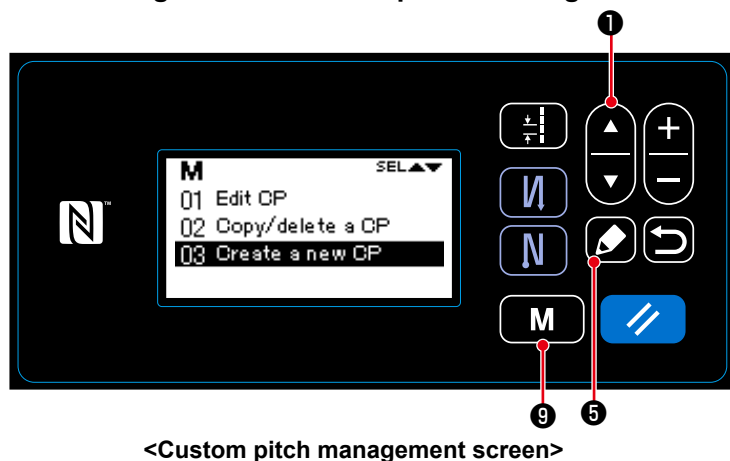 ❶
M SEL▲▼
01 Edit CP
02 Copy/delete a CP
03 Create a new CP
N™
M
❾ ❺
<Custom pitch management screen>